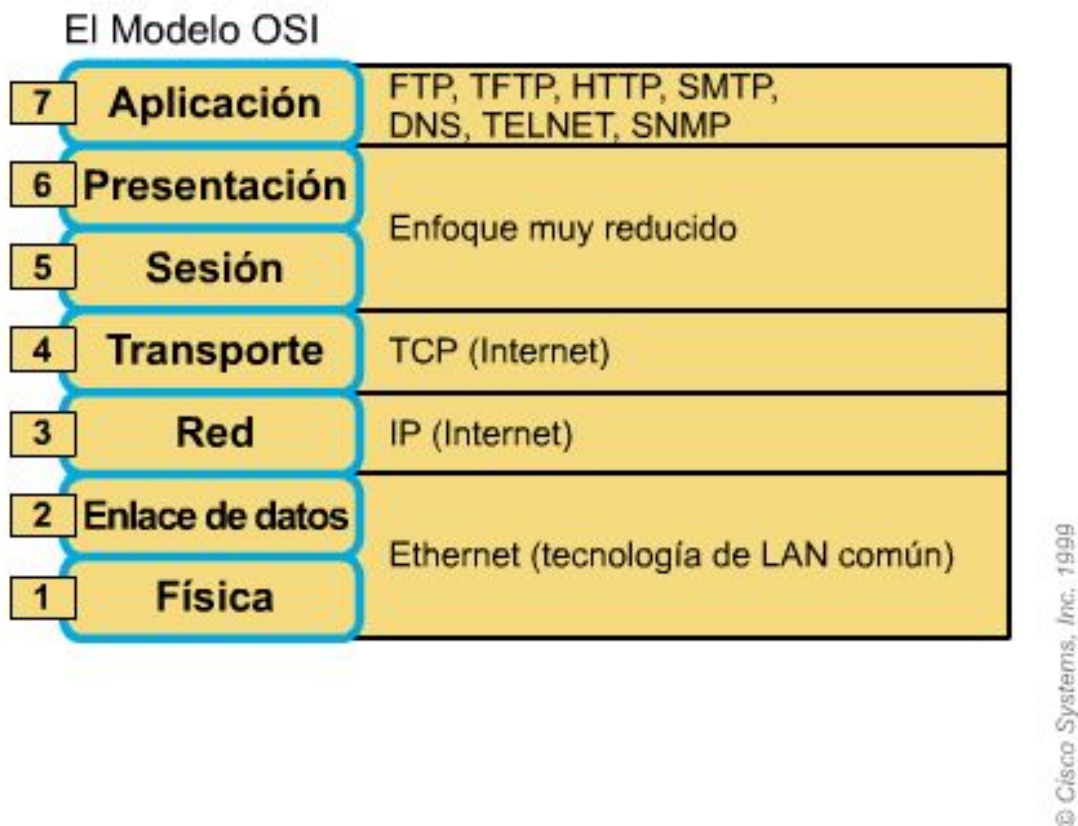 El Modelo OSI
7 Aplicación FTP, TFTP, HTTP, SMTP,
DNS, TELNET, SNMP
6 Presentación
Enfoque muy reducido
5 Sesión
4 Transporte TCP (Internet)
3 Red IP (Internet)
2 Enlace de datos
Ethernet (tecnología de LAN común)
1 Física
© Cisco Systems, Inc. 1999